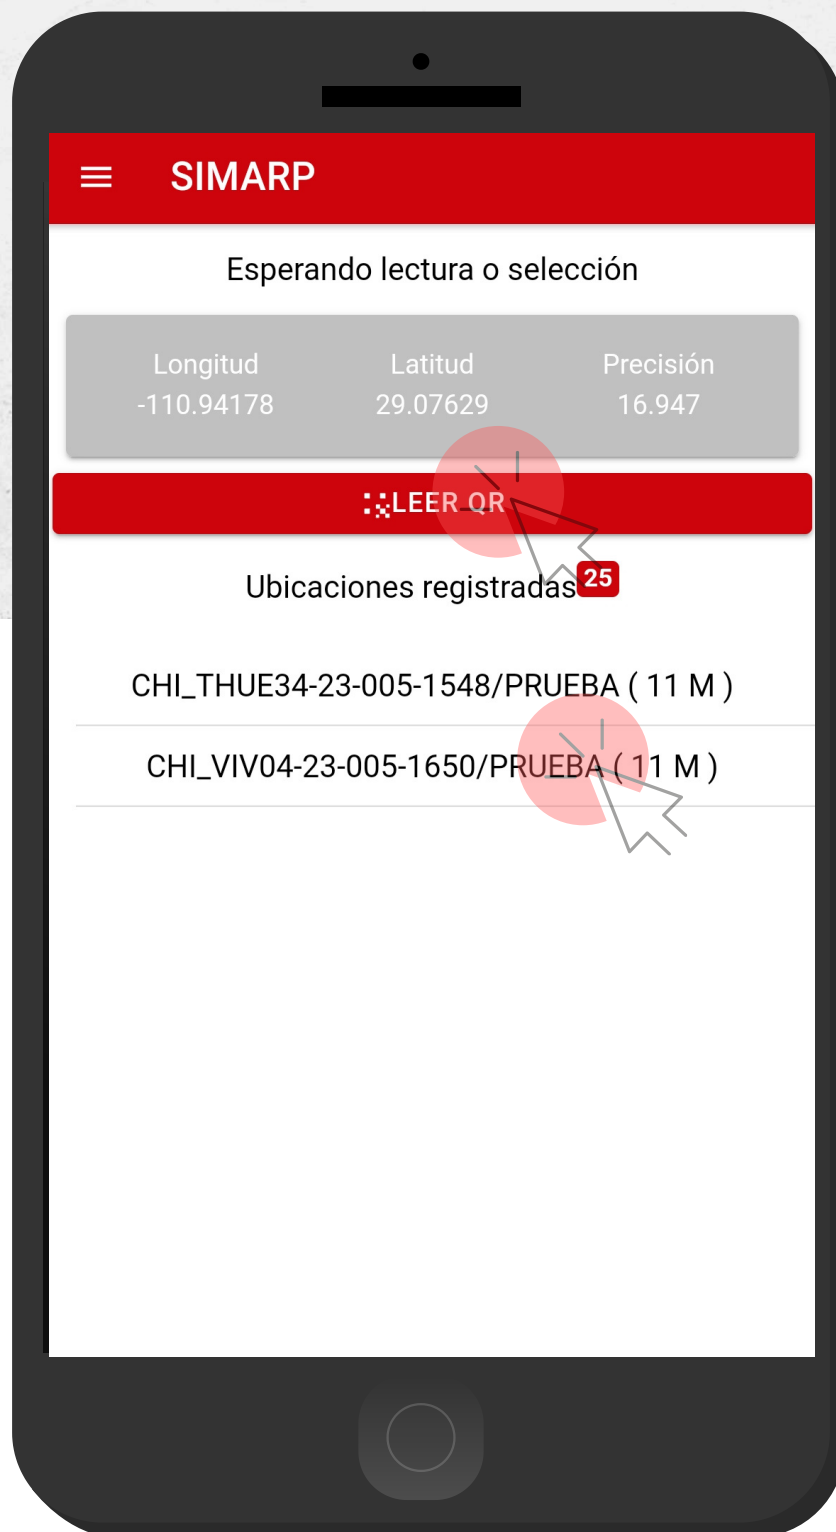 SIMARP
Esperando lectura o selección
Longitud Latitud Precisión
-110.94178 29.07629 16.947
LEER QR
Ubicaciones registradas 25
CHI_THUE34-23-005-1548/PRUEBA ( 11 M )
CHI_VIV04-23-005-1650/PRUEBA ( 11 M )